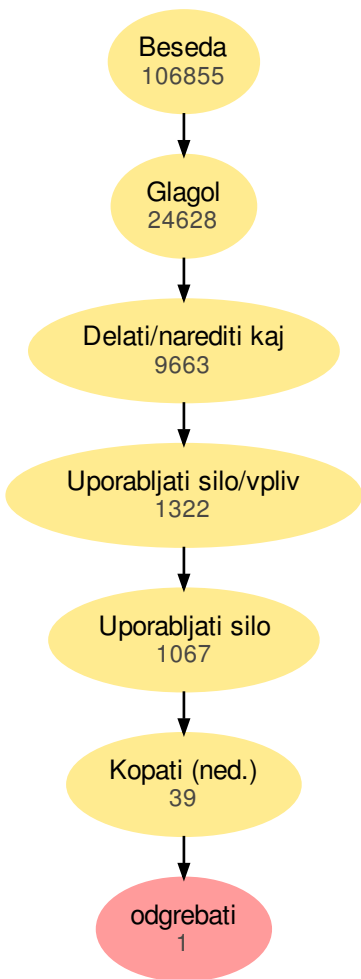 Beseda
106855
Glagol
24628
Delati/narediti kaj
9663
Uporabljati silo/vpliv
1322
Uporabljati silo
1067
Kopati (ned.)
39
odgrebati
1